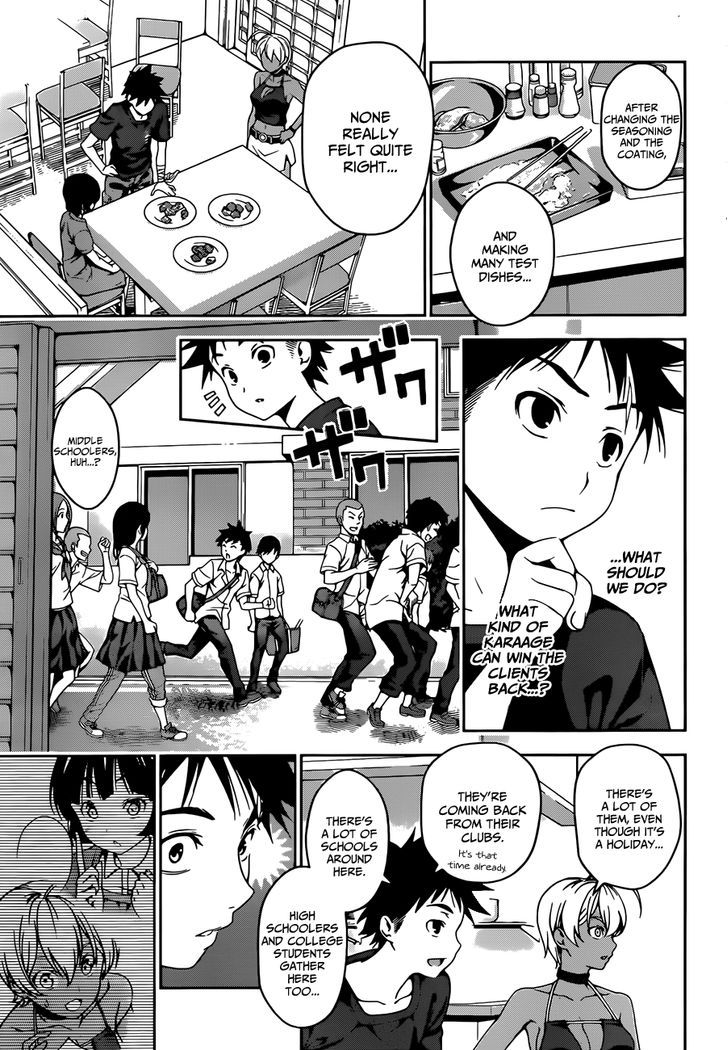 AFTER
CHANGING THE
SEASONING
AND THE
COATING,
AND
MAKING
MANY TEST
DISHES...
NONE
REALLY
FELT QUITE
RIGHT...
...WHAT
SHOULD
WE DO?
WHAT
KIND OF
KARAAGE
CAN WIN THE
CLIENTS
BACK...?
ザワ
ザワ
MIDDLE
SCHOOLERS,
HUH...?
THERE'S
A LOT OF
THEM, EVEN
THOUGH IT'S
A HOLIDAY...
THEY'RE
COMING BACK
FROM THEIR
CLUBS.
It's that
time already.
THERE'S
A LOT OF
SCHOOLS
AROUND
HERE.
HIGH
SCHOOLERS
AND COLLEGE
STUDENTS
GATHER
HERE
TOO...